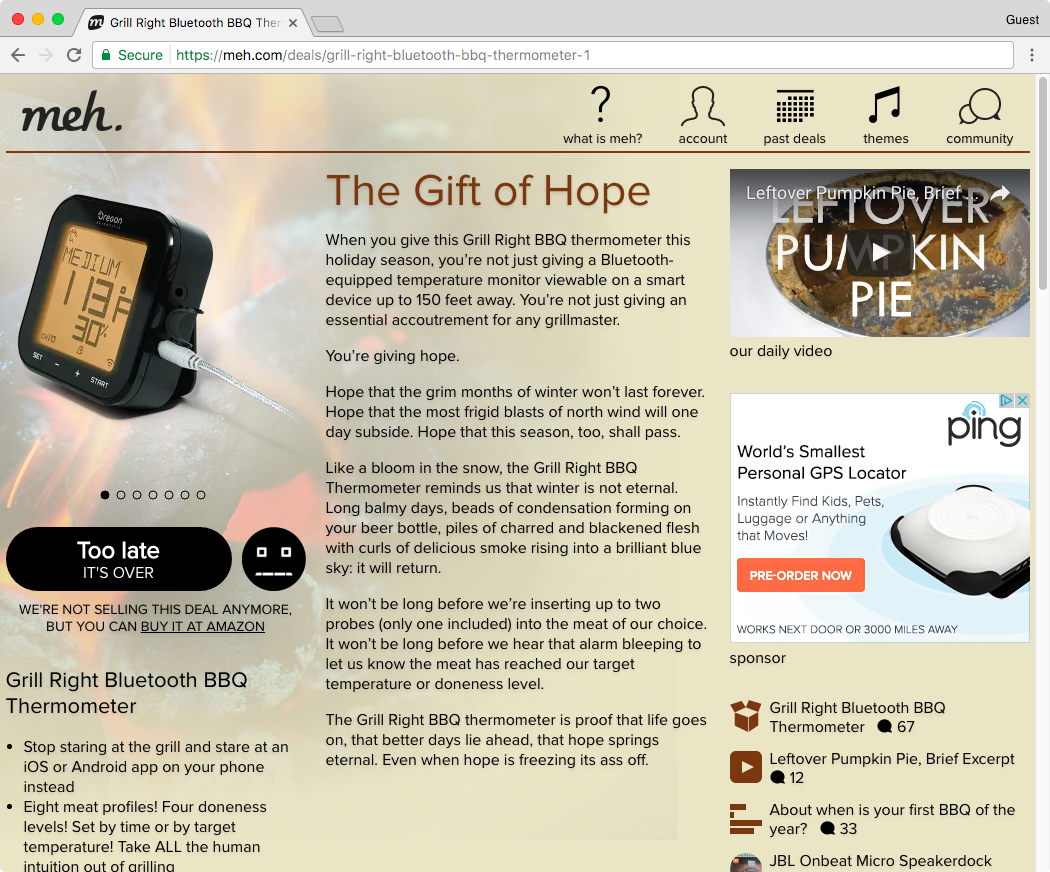 Grill Right Bluetooth BBQ Ther
Guest
Secure
https://meh.com/deals/grill-right-bluetooth-bbq-thermometer-1
meh.
what is meh?
account
past deals
themes
community
Oregon
SCIENTIFIC
MEDIUM
113°F
30%
SET
-
+
START
Too late
IT'S OVER
WE'RE NOT SELLING THIS DEAL ANYMORE,
BUT YOU CAN BUY IT AT AMAZON
Grill Right Bluetooth BBQ
Thermometer
• Stop staring at the grill and stare at an
iOS or Android app on your phone
instead
• Eight meat profiles! Four doneness
levels! Set by time or by target
temperature! Take ALL the human
intuition out of grilling
The Gift of Hope
When you give this Grill Right BBQ thermometer this
holiday season, you're not just giving a Bluetooth-
equipped temperature monitor viewable on a smart
device up to 150 feet away. You're not just giving an
essential accoutrement for any grillmaster.
You're giving hope.
Hope that the grim months of winter won't last forever.
Hope that the most frigid blasts of north wind will one
day subside. Hope that this season, too, shall pass.
Like a bloom in the snow, the Grill Right BBQ
Thermometer reminds us that winter is not eternal.
Long balmy days, beads of condensation forming on
your beer bottle, piles of charred and blackened flesh
with curls of delicious smoke rising into a brilliant blue
sky: it will return.
It won't be long before we're inserting up to two
probes (only one included) into the meat of our choice.
It won't be long before we hear that alarm bleeping to
let us know the meat has reached our target
temperature or doneness level.
The Grill Right BBQ thermometer is proof that life goes
on, that better days lie ahead, that hope springs
eternal. Even when hope is freezing its ass off.
Leftover Pumpkin Pie, Brief ...
LEFTOVER
PUMPKIN
PIE
our daily video
ping
World's Smallest
Personal GPS Locator
Instantly Find Kids, Pets,
Luggage or Anything
that Moves!
PRE-ORDER NOW
WORKS NEXT DOOR OR 3000 MILES AWAY
sponsor
Grill Right Bluetooth BBQ
Thermometer 67
Leftover Pumpkin Pie, Brief Excerpt
12
About when is your first BBQ of the
year? 33
JBL Onbeat Micro Speakerdock